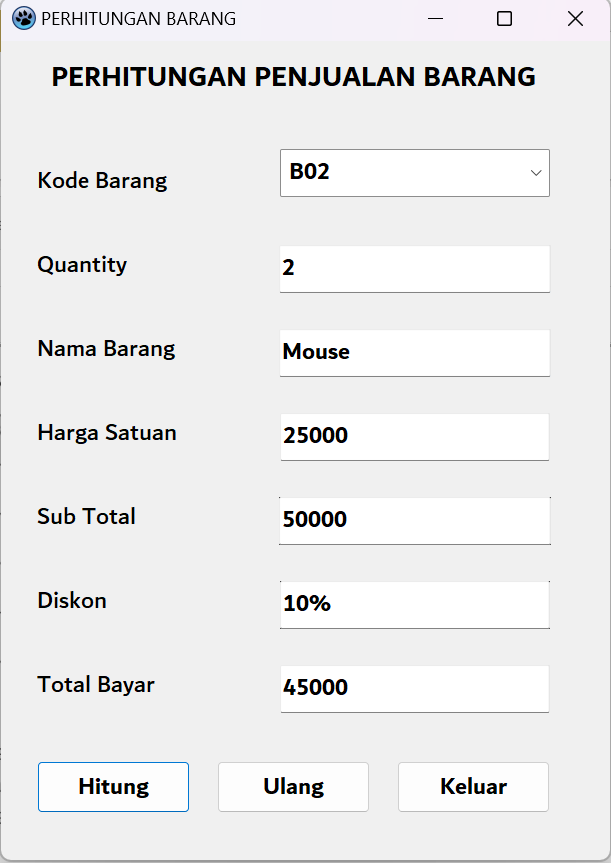 PERHITUNGAN BARANG
PERHITUNGAN PENJUALAN BARANG
Kode Barang B02
Quantity 2
Nama Barang Mouse
Harga Satuan 25000
Sub Total 50000
Diskon 10%
Total Bayar 45000
Hitung Ulang Keluar